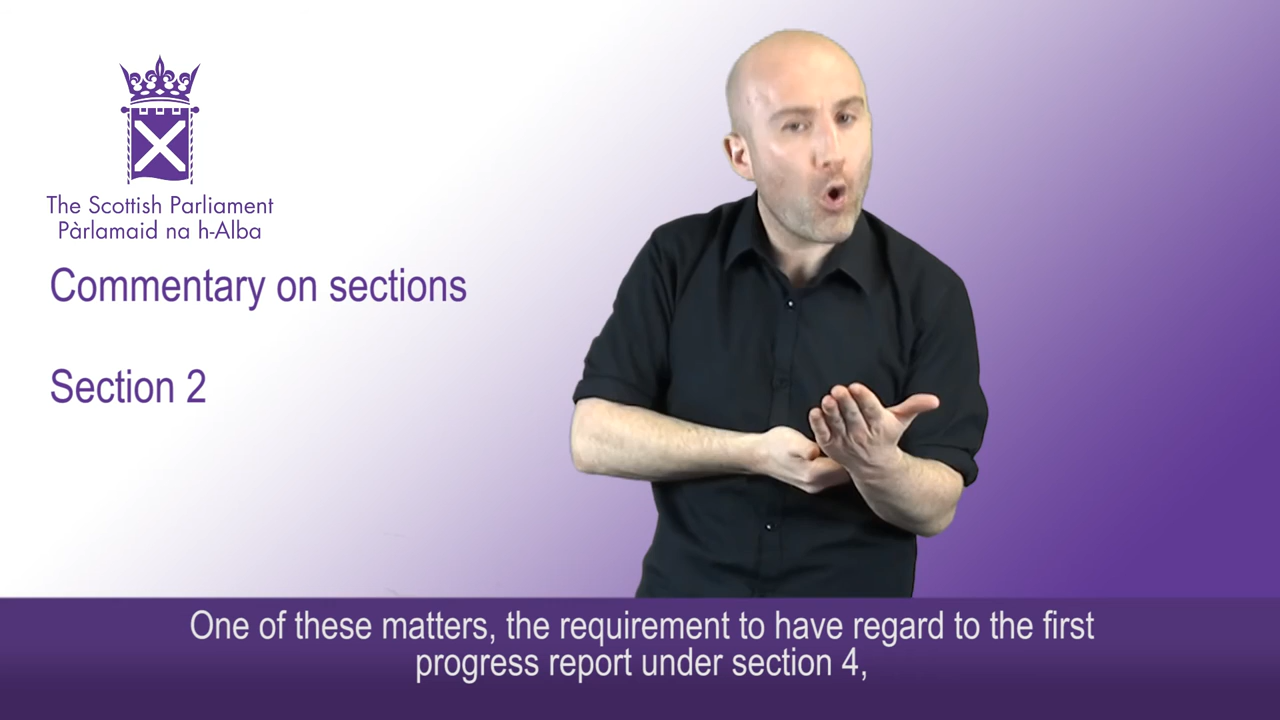 The Scottish Parliament
Pàrlamaid na h-Alba
Commentary on sections
Section 2
One of these matters, the requirement to have regard to the first
progress report under section 4,